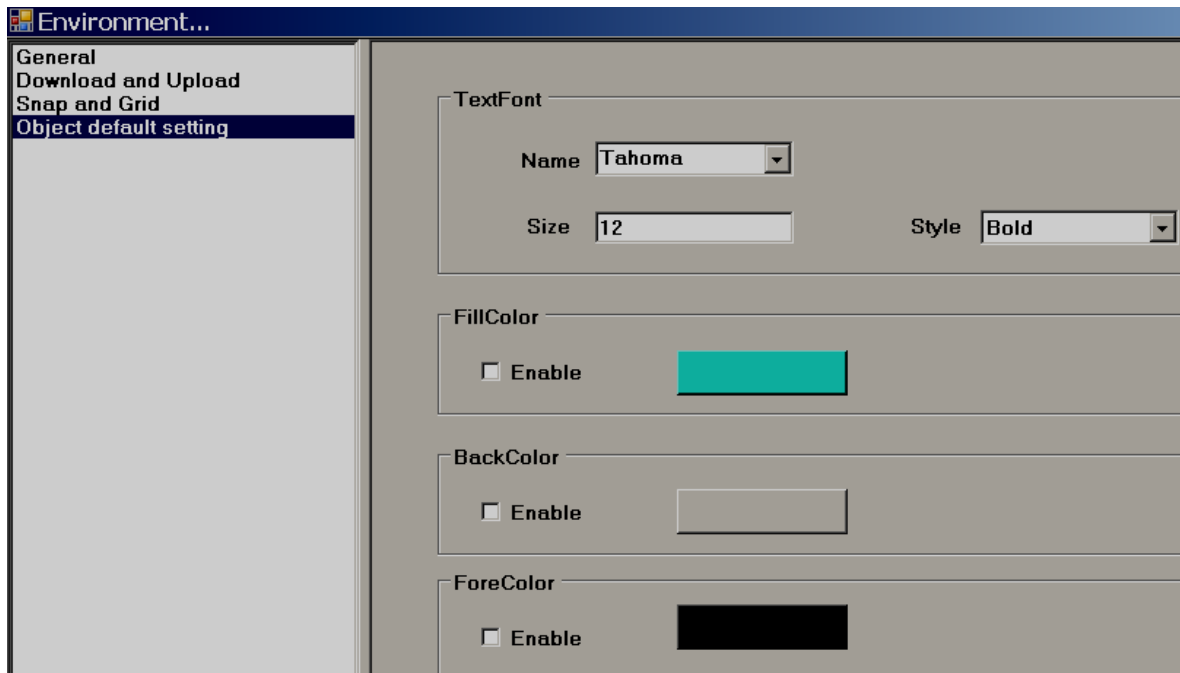 Environment...
General
Download and Upload
Snap and Grid
Object default setting
TextFont
Name Tahoma
Size 12 Style Bold
FillColor
Enable
BackColor
Enable
ForeColor
Enable